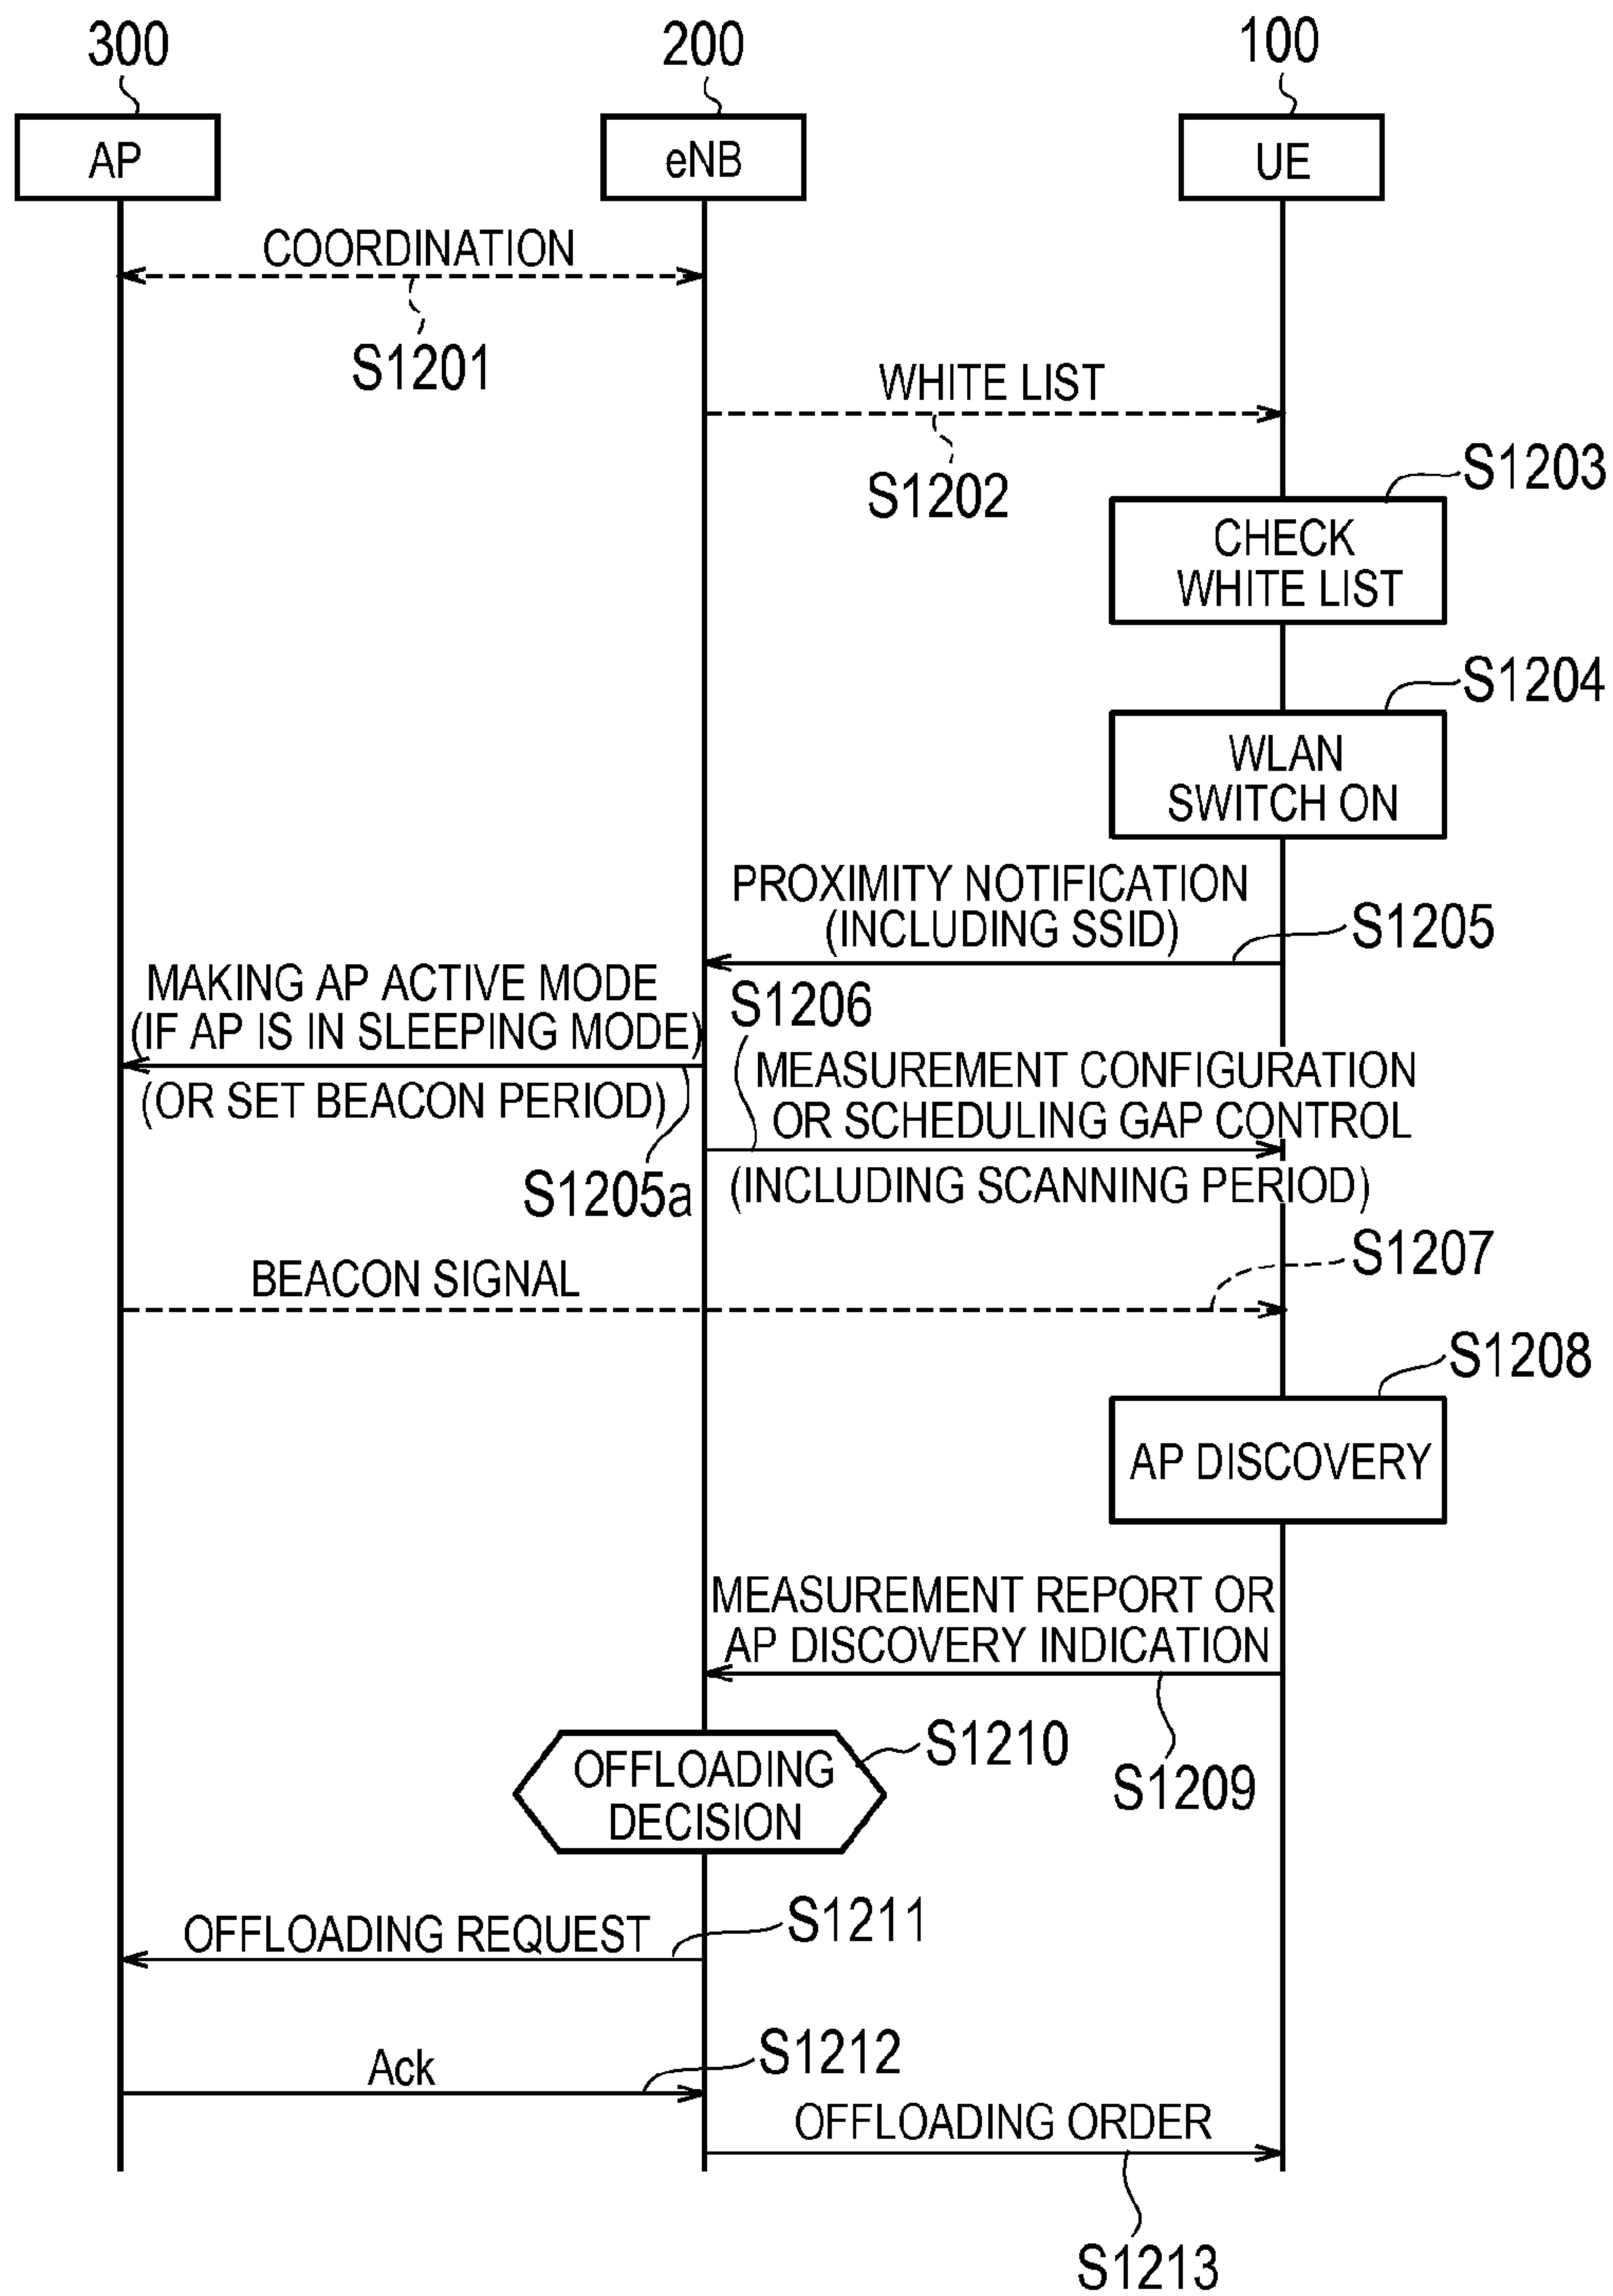 300
200
100
AP
eNB
UE
COORDINATION
S1201
WHITE LIST
S1202
S1203
CHECK
WHITE LIST
S1204
WLAN
SWITCH ON
PROXIMITY NOTIFICATION
(INCLUDING SSID)
S1205
MAKING AP ACTIVE MODE
(IF AP IS IN SLEEPING MODE)
(OR SET BEACON PERIOD)
S1205a
S1206
MEASUREMENT CONFIGURATION
OR SCHEDULING GAP CONTROL
(INCLUDING SCANNING PERIOD)
S1207
BEACON SIGNAL
S1208
AP DISCOVERY
MEASUREMENT REPORT OR
AP DISCOVERY INDICATION
S1209
S1210
OFFLOADING
DECISION
S1211
OFFLOADING REQUEST
S1212
Ack
OFFLOADING ORDER
S1213